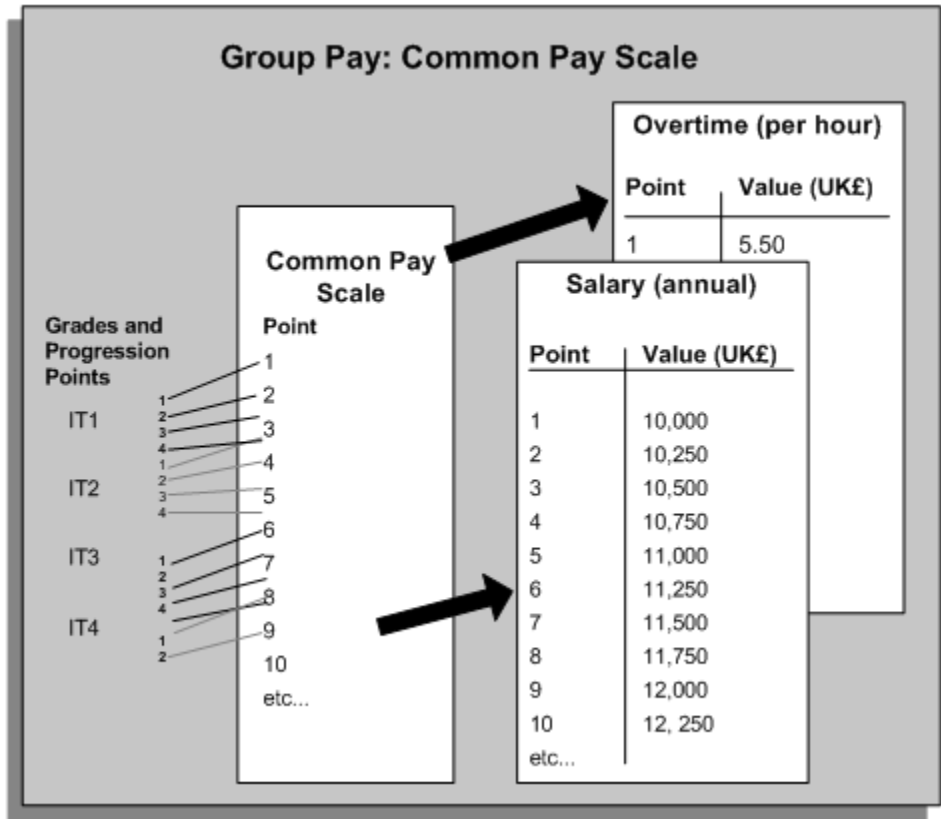 Group Pay: Common Pay Scale
Overtime (per hour)
Point Value (UK£)
1 5.50
Common Pay
Scale
Point
1
2
3
4
5
6
7
8
9
10
etc...
Grades and
Progression
Points
IT1
1
2
3
4
IT2
1
2
3
4
IT3
1
2
3
4
IT4
1
2
Salary (annual)
Point Value (UK£)
1 10,000
2 10,250
3 10,500
4 10,750
5 11,000
6 11,250
7 11,500
8 11,750
9 12,000
10 12, 250
etc...